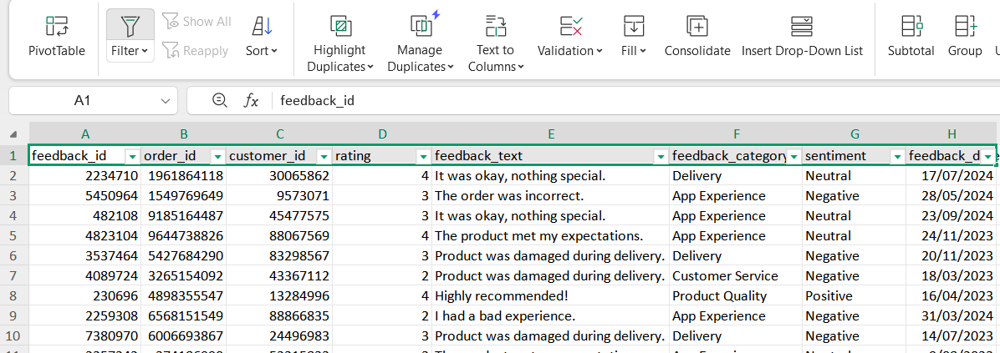 PivotTable Filter Show All Reapply Sort Highlight Duplicates Manage Duplicates Text to Columns Validation Fill Consolidate Insert Drop-Down List Subtotal Group
A1 fx feedback_id
A B C D E F G H
1 feedback_id order_id customer_id rating feedback_text feedback_category sentiment feedback_d
2 2234710 1961864118 30065862 4 It was okay, nothing special. Delivery Neutral 17/07/2024
3 5450964 1549769649 9573071 3 The order was incorrect. App Experience Negative 28/05/2024
4 482108 9185164487 45477575 3 It was okay, nothing special. App Experience Neutral 23/09/2024
5 4823104 9644738826 88067569 4 The product met my expectations. App Experience Neutral 24/11/2023
6 3537464 5427684290 83298567 3 Product was damaged during delivery. Delivery Negative 20/11/2023
7 4089724 3265154092 43367112 2 Product was damaged during delivery. Customer Service Negative 18/03/2023
8 230696 4898355547 13284996 4 Highly recommended! Product Quality Positive 16/04/2023
9 2259308 6568151549 88866835 2 I had a bad experience. App Experience Negative 31/03/2024
10 7380970 6006693867 24496983 3 Product was damaged during delivery. Delivery Negative 14/07/2023